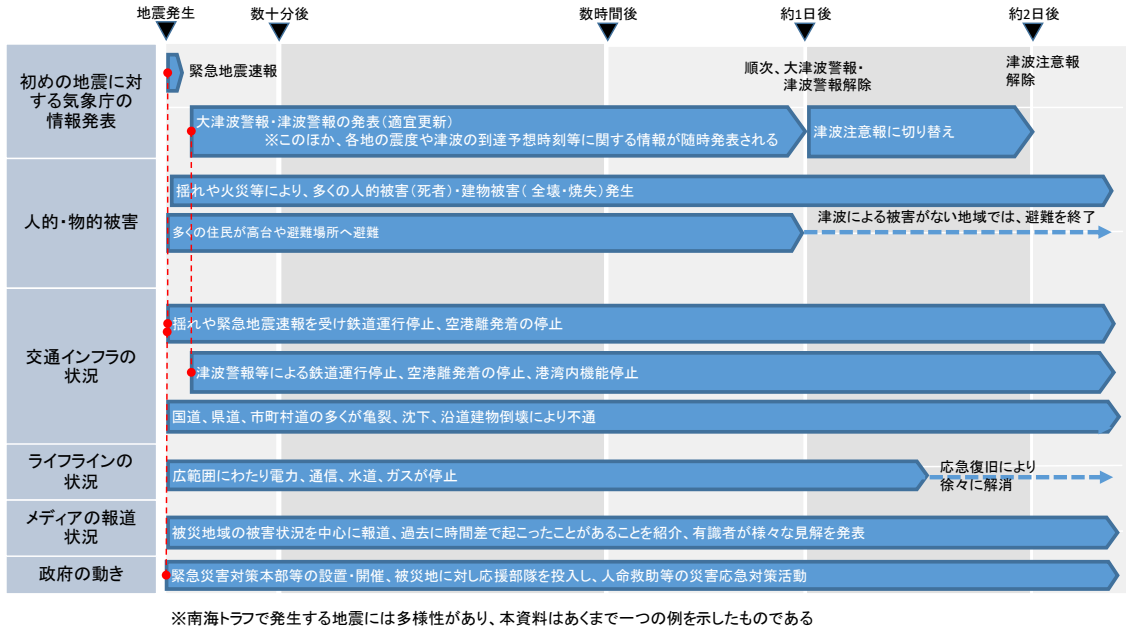 地震発生
数十分後
数時間後
約1日後
約2日後
初めの地震に対
する気象庁の
情報発表
緊急地震速報
順次、大津波警報・
津波警報解除
津波注意報
解除
大津波警報・津波警報の発表(適宜更新)
※このほか、各地の震度や津波の到達予想時刻等に関する情報が随時発表される
津波注意報に切り替え
人的・物的被害
揺れや火災等により、多くの人的被害(死者)・建物被害( 全壊・焼失)発生
多くの住民が高台や避難場所へ避難
津波による被害がない地域では、避難を終了
交通インフラの
状況
揺れや緊急地震速報を受け鉄道運行停止、空港離発着の停止
津波警報等による鉄道運行停止、空港離発着の停止、港湾内機能停止
国道、県道、市町村道の多くが亀裂、沈下、沿道建物倒壊により不通
ライフラインの
状況
広範囲にわたり電力、通信、水道、ガスが停止
応急復旧により
徐々に解消
メディアの報道
状況
被災地域の被害状況を中心に報道、過去に時間差で起こったことがあることを紹介、有識者が様々な見解を発表
政府の動き
緊急災害対策本部等の設置・開催、被災地に対し応援部隊を投入し、人命救助等の災害応急対策活動
※南海トラフで発生する地震には多様性があり、本資料はあくまで一つの例を示したものである